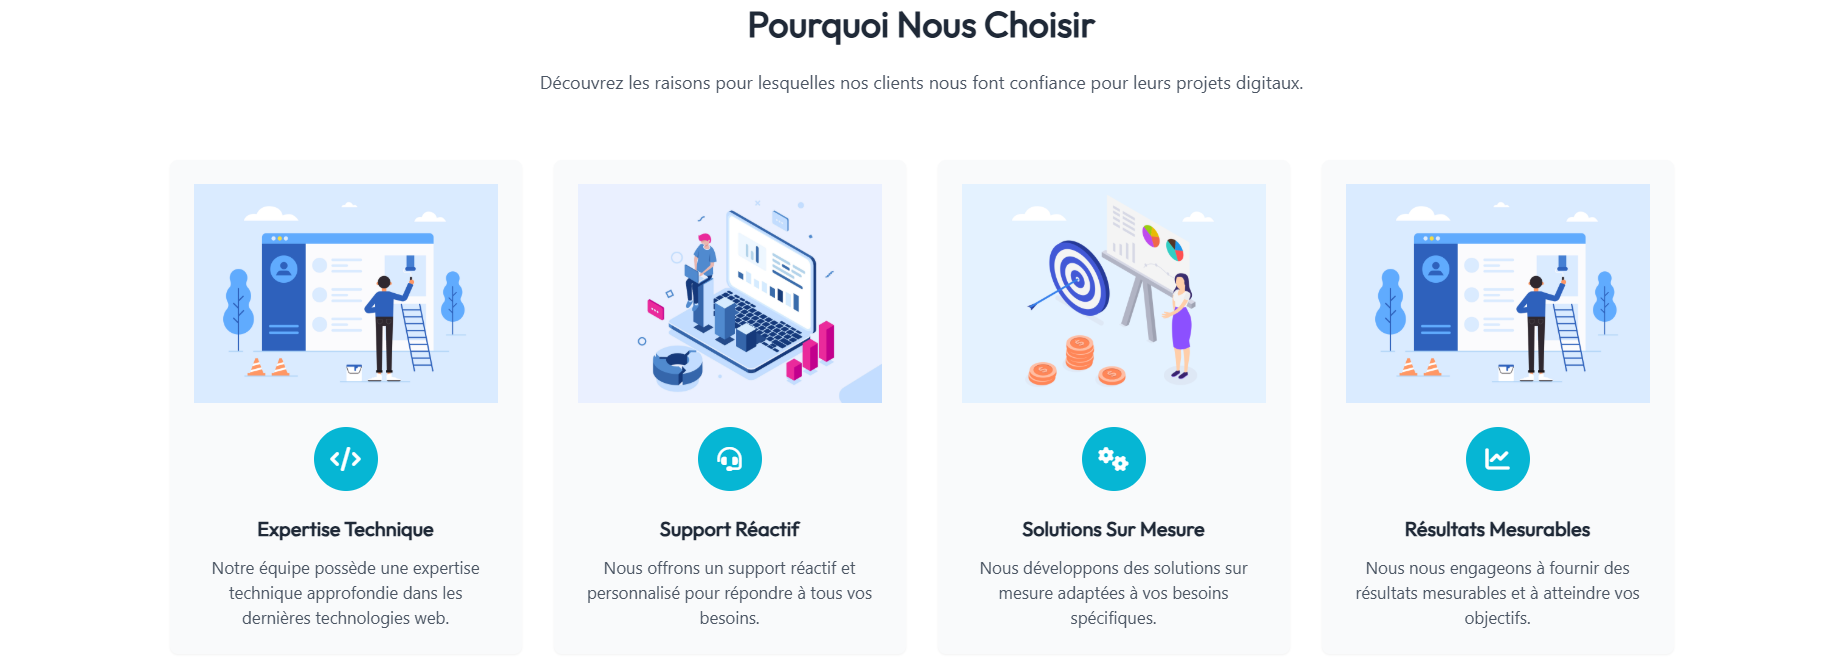 Pourquoi Nous Choisir
Découvrez les raisons pour lesquelles nos clients nous font confiance pour leurs projets digitaux.
Expertise Technique
Notre équipe possède une expertise
technique approfondie dans les
dernières technologies web.
Support Réactif
Nous offrons un support réactif et
personnalisé pour répondre à tous vos
besoins.
Solutions Sur Mesure
Nous développons des solutions sur
mesure adaptées à vos besoins
spécifiques.
Résultats Mesurables
Nous nous engageons à fournir des
résultats mesurables et à atteindre vos
objectifs.